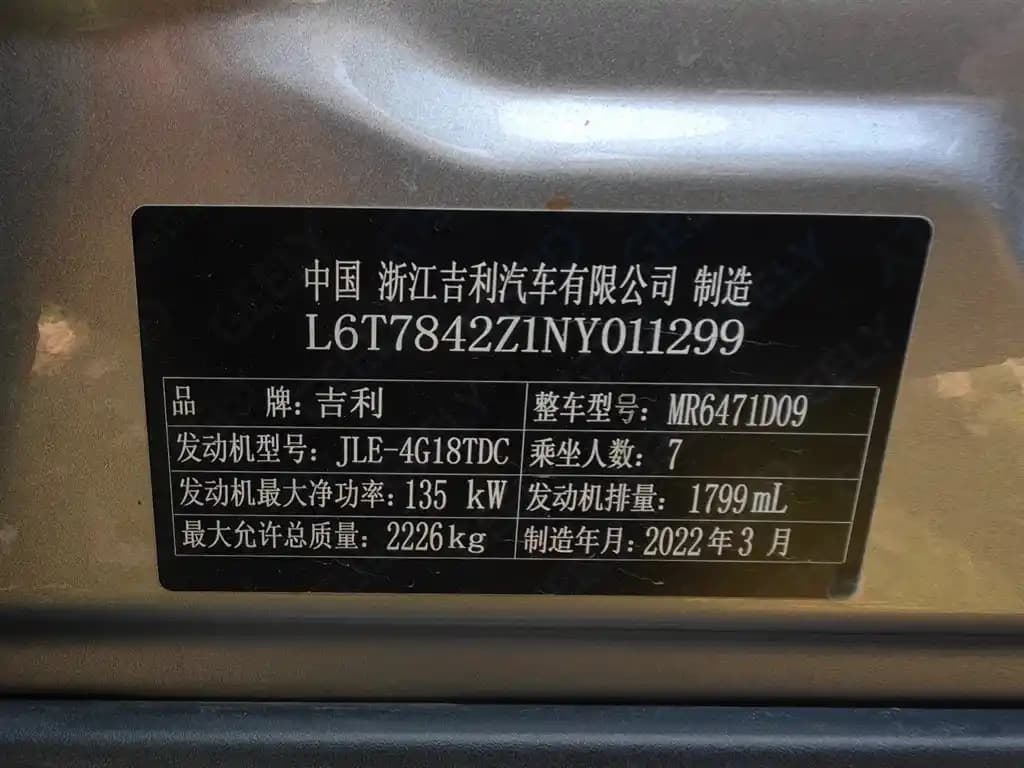 中国 浙江吉利汽车有限公司 制造
L6T7842Z1NY011299
品 牌: 吉利 整车型号: MR6471D09
发动机型号: JLE-4G18TDC 乘坐人数: 7
发动机最大净功率: 135 kW 发动机排量: 1799mL
最大允许总质量: 2226kg 制造年月: 2022年3月